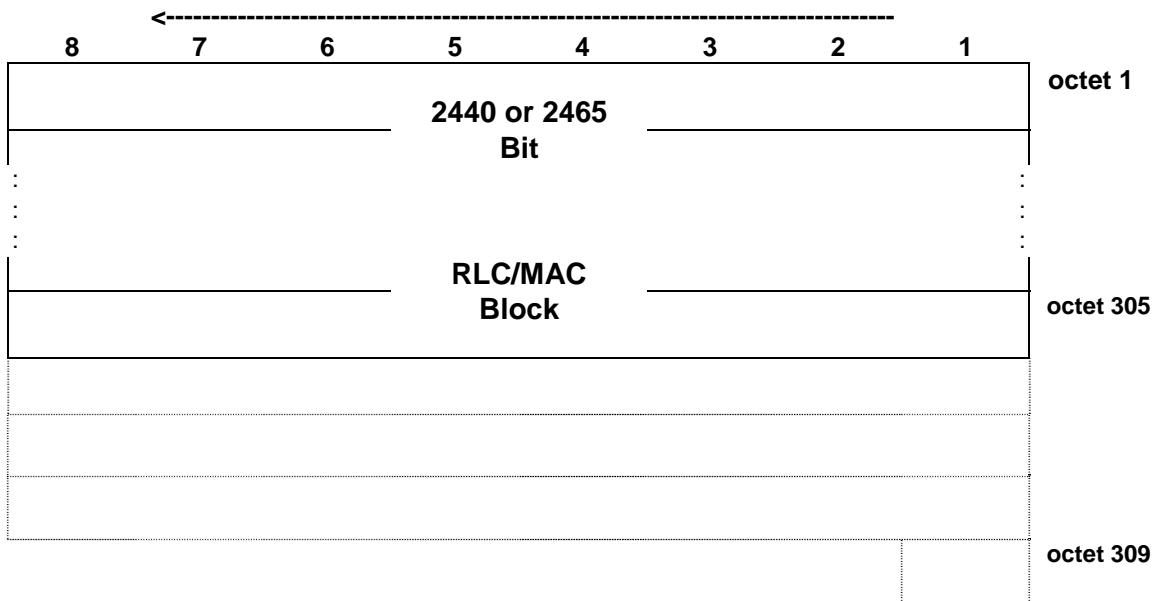 <---------------------------------------------------------------------------------
8 7 6 5 4 3 2 1
octet 1
2440 or 2465
Bit
: :
: :
: :
RLC/MAC
Block
octet 305
octet 309